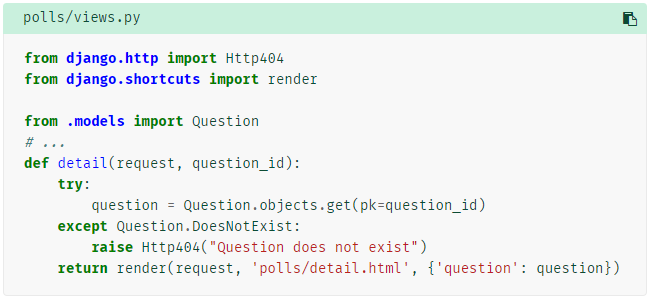 polls/views.py
from django.http import Http404
from django.shortcuts import render
from .models import Question
# ...
def detail(request, question_id):
    try:
        question = Question.objects.get(pk=question_id)
    except Question.DoesNotExist:
        raise Http404("Question does not exist")
    return render(request, 'polls/detail.html', {'question': question})